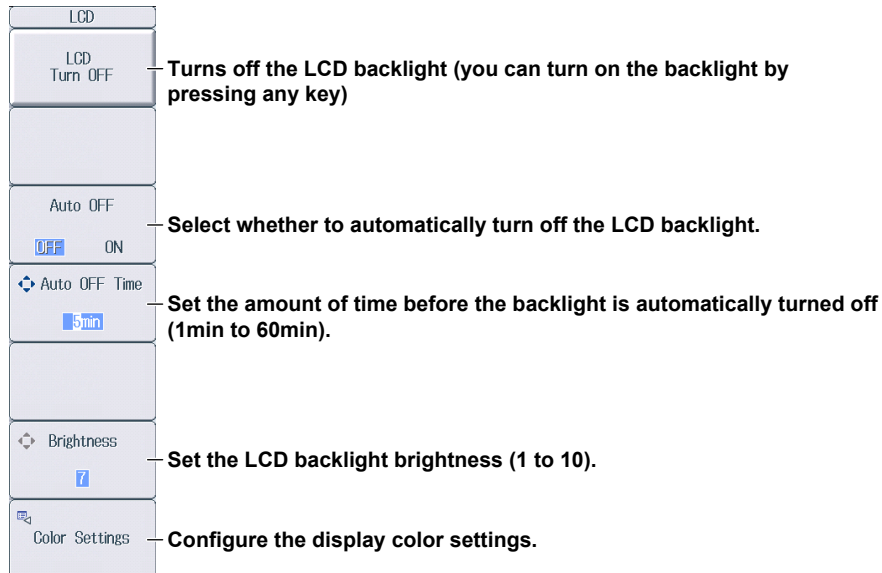 LCD
LCD
Turn OFF
Turns off the LCD backlight (you can turn on the backlight by
pressing any key)
Auto OFF
OFF ON
Select whether to automatically turn off the LCD backlight.
Auto OFF Time
5min
Set the amount of time before the backlight is automatically turned off
(1min to 60min).
Brightness
7
Set the LCD backlight brightness (1 to 10).
Color Settings
Configure the display color settings.